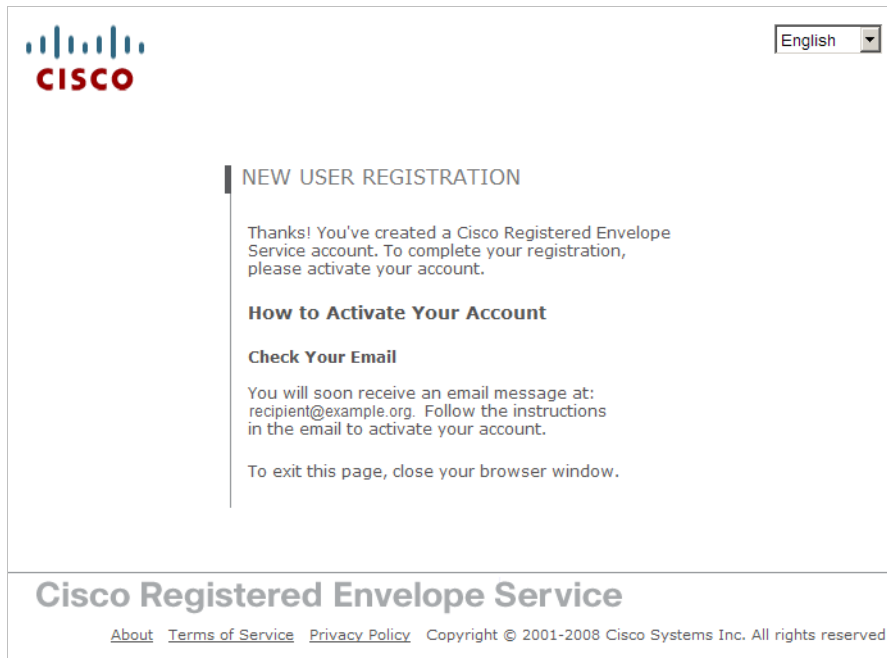 CISCO
English
NEW USER REGISTRATION
Thanks! You've created a Cisco Registered Envelope
Service account. To complete your registration,
please activate your account.
How to Activate Your Account
Check Your Email
You will soon receive an email message at:
recipient@example.org. Follow the instructions
in the email to activate your account.
To exit this page, close your browser window.
Cisco Registered Envelope Service
About Terms of Service Privacy Policy Copyright © 2001-2008 Cisco Systems Inc. All rights reserved